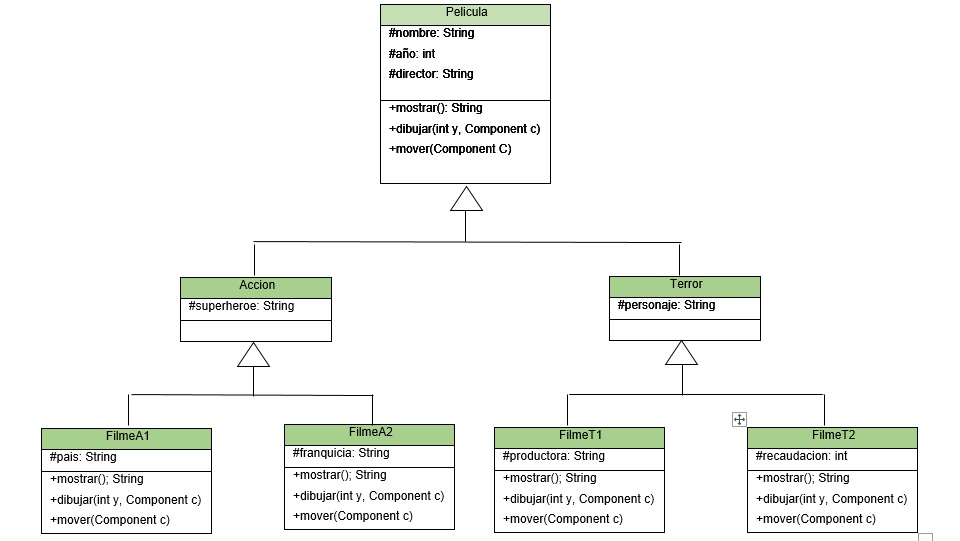 Pelicula
#nombre: String
#año: int
#director: String
+mostrar(): String
+dibujar(int y, Component c)
+mover(Component C)
Accion
#superheroe: String
Terror
#personaje: String
FilmeA1
#pais: String
+mostrar(); String
+dibujar(int y, Component c)
+mover(Component c)
FilmeA2
#franquicia: String
+mostrar(); String
+dibujar(int y, Component c)
+mover(Component c)
FilmeT1
#productora: String
+mostrar(); String
+dibujar(int y, Component c)
+mover(Component c)
FilmeT2
#recaudacion: int
+mostrar(); String
+dibujar(int y, Component c)
+mover(Component c)